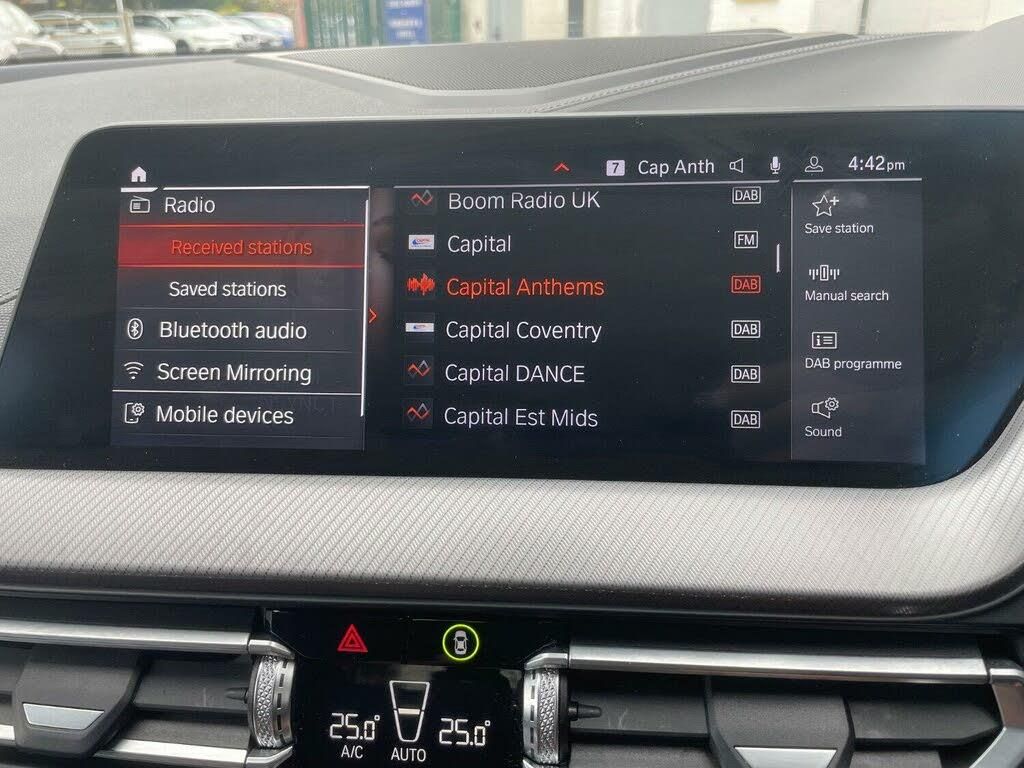 7 Cap Anth 4:42pm
Radio
Received stations
Saved stations
Bluetooth audio
Screen Mirroring
Mobile devices
Boom Radio UK DAB
Capital FM
Capital Anthems DAB
Capital Coventry DAB
Capital DANCE DAB
Capital Est Mids DAB
Save station
Manual search
DAB programme
Sound
25.0° 25.0°
A/C AUTO